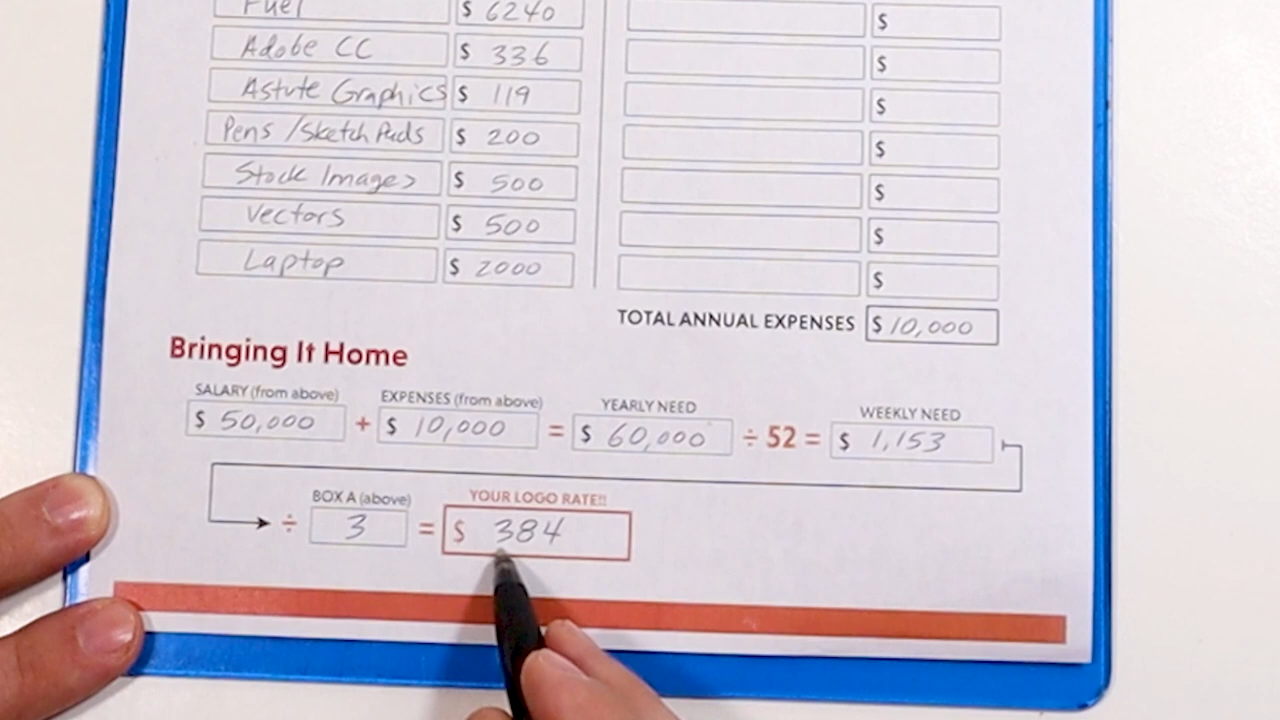 Fuel $ 6240 $
Adobe CC $ 336 $
Astute Graphics $ 119 $
Pens / Sketch Pads $ 200 $
Stock Images $ 500 $
Vectors $ 500 $
Laptop $ 2000 $
TOTAL ANNUAL EXPENSES $ 10,000
Bringing It Home
SALARY (from above) EXPENSES (from above) YEARLY NEED WEEKLY NEED
$ 50,000 + $ 10,000 = $ 60,000 ÷ 52 = $ 1,153
BOX A (above) YOUR LOGO RATE!!
÷ 3 = $ 384